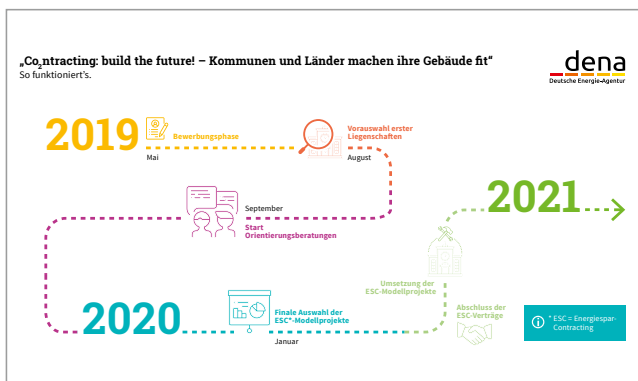 „Co2ntracting: build the future! – Kommunen und Länder machen ihre Gebäude fit“
So funktioniert's.
dena
Deutsche Energie-Agentur
2019
Bewerbungsphase
Mai
Vorauswahl erster
Liegenschaften
August
September
Start
Orientierungsberatungen
2021
Umsetzung der
ESC-Modellprojekte
2020
Finale Auswahl der
ESC*-Modellprojekte
Januar
Abschluss der
ESC-Verträge
* ESC = Energiespar-
Contracting